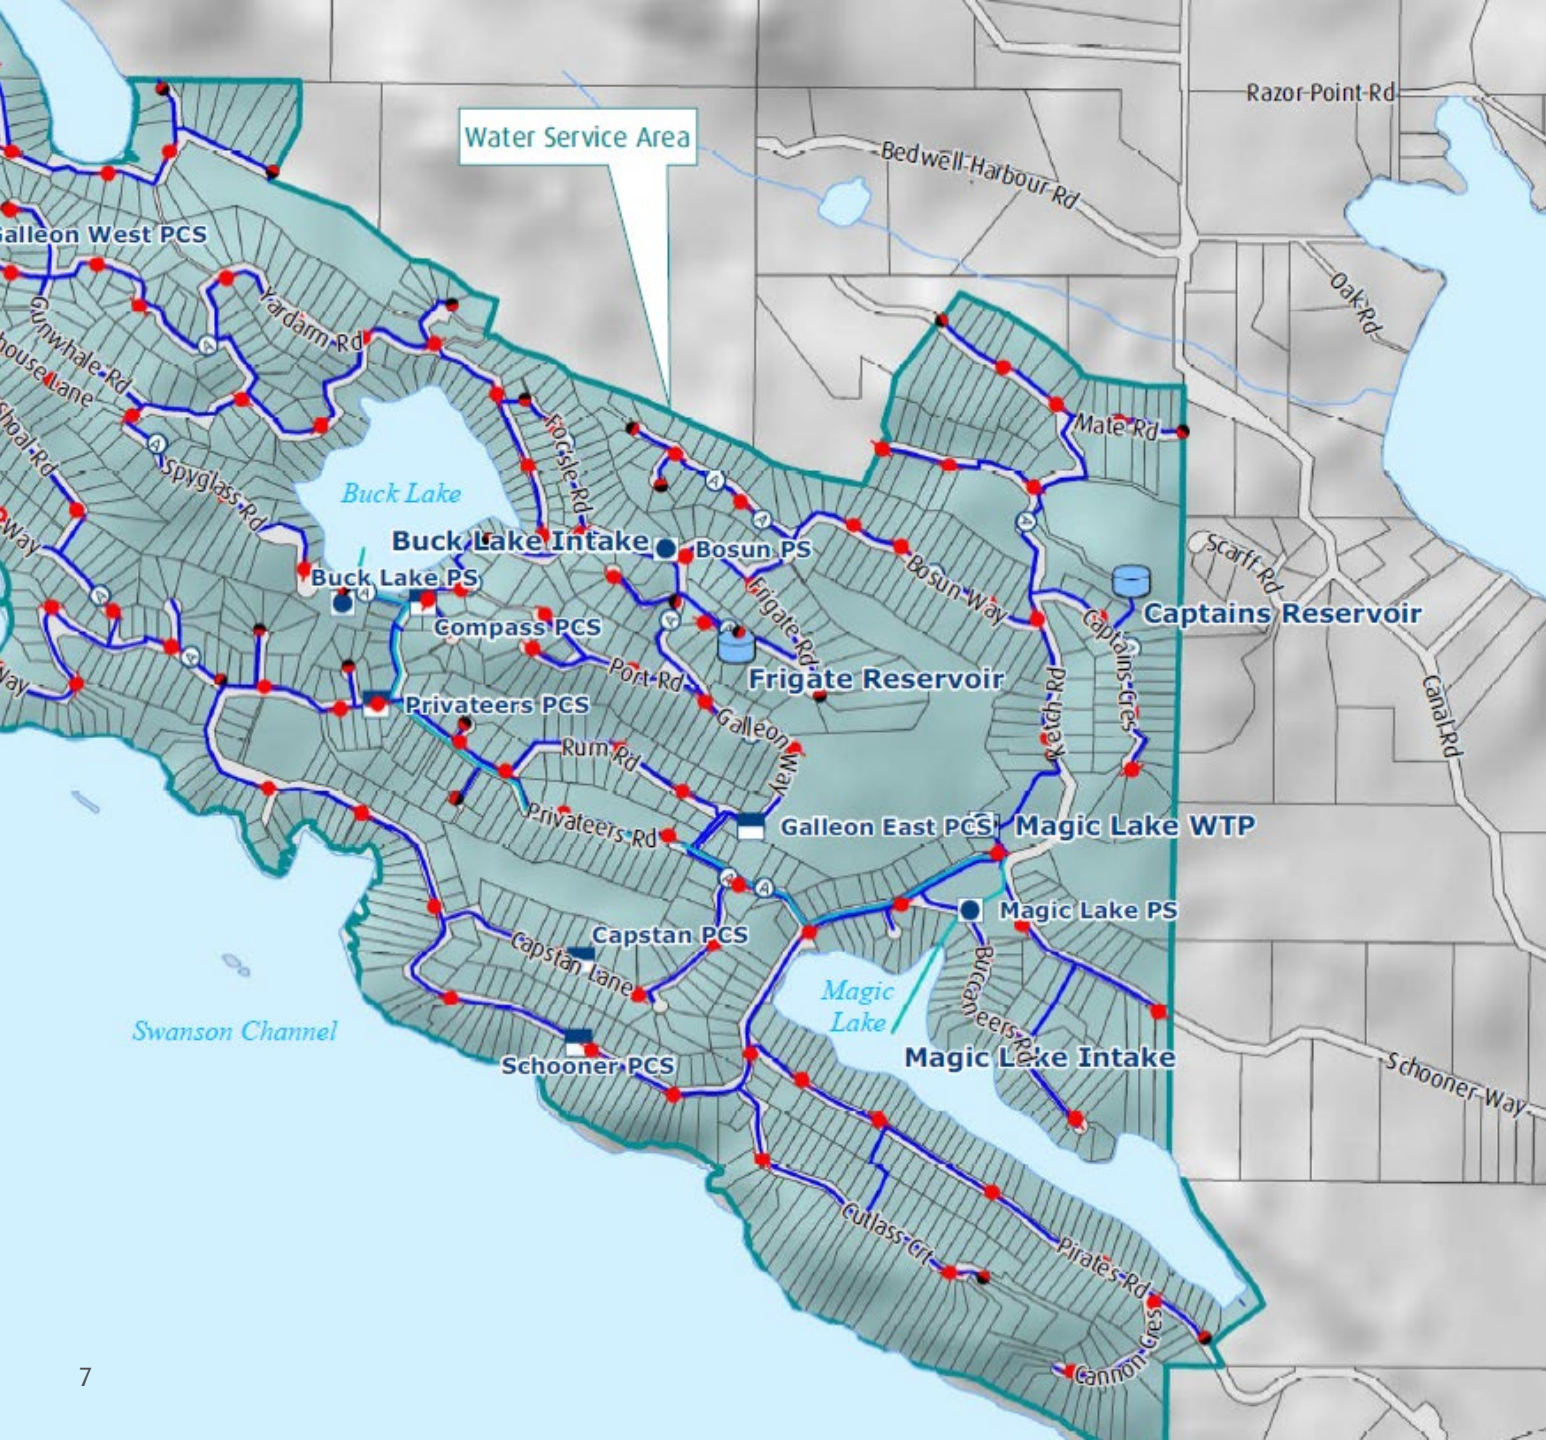 Razor Point Rd
Water Service Area
Bedwell Harbour Rd
Galleon West PCS
Oak Rd
Yardarm Rd
Gunwhale Rd
house Lane
Mate Rd
Shoal Rd
Focsle Rd
Spyglass Rd
A
A
A
A
A
Buck Lake
Way
Buck Lake Intake
Bosun PS
Scarff Rd
Bosun Way
Buck Lake PS
A
A
Captains Reservoir
Frigate Rd
Captains Cres
Compass PCS
A
A
Port Rd
Frigate Reservoir
Way
Ketch Rd
Canal Rd
Privateers PCS
Galleon Way
Rum Rd
Privateers Rd
Galleon East PCS
Magic Lake WTP
A
A
Magic Lake PS
Capstan PCS
Capstan Lane
Buccaneers Rd
Magic
Lake
Swanson Channel
Magic Lake Intake
Schooner PCS
Schooner Way
Cutlass Crt
Pirates Rd
Cannon Cres
7